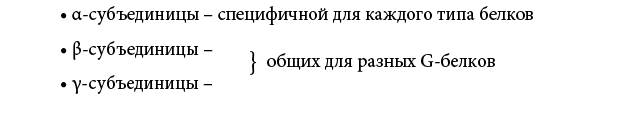 • α-субъединицы – специфичной для каждого типа белков
• β-субъединицы –
} общих для разных G-белков
• γ-субъединицы –